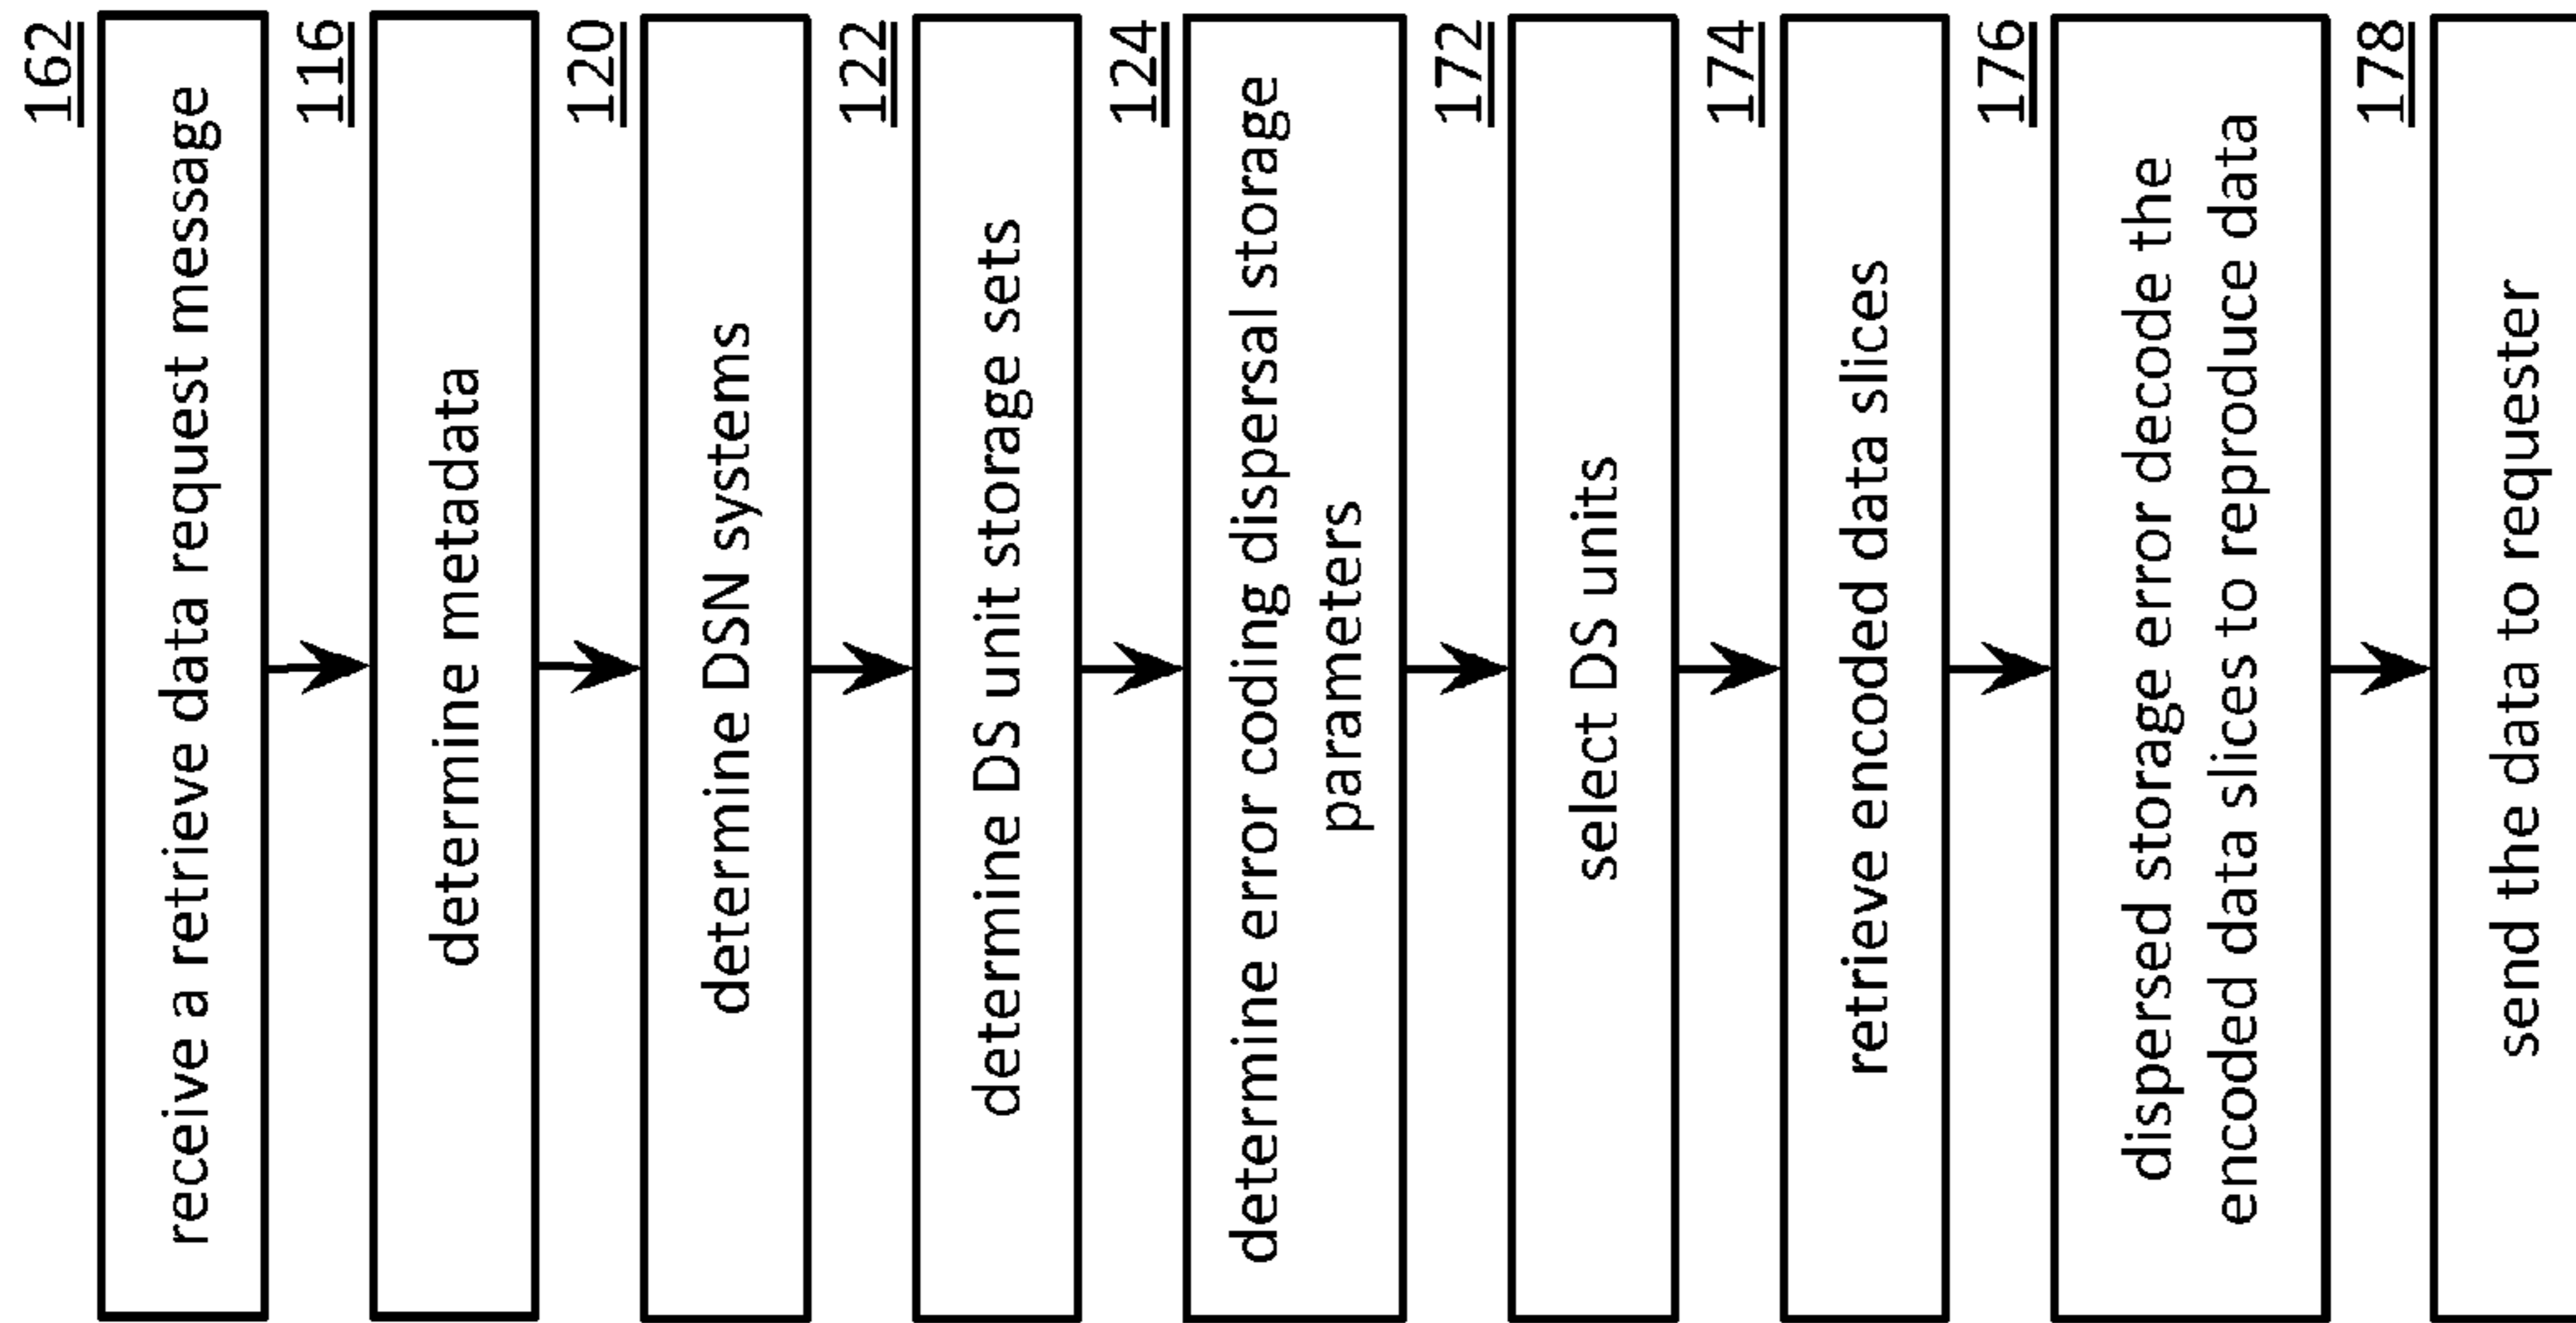 162
receive a retrieve data request message
116
determine metadata
120
determine DSN systems
122
determine DS unit storage sets
124
determine error coding dispersal storage
parameters
172
select DS units
174
retrieve encoded data slices
176
dispersed storage error decode the
encoded data slices to reproduce data
178
send the data to requester